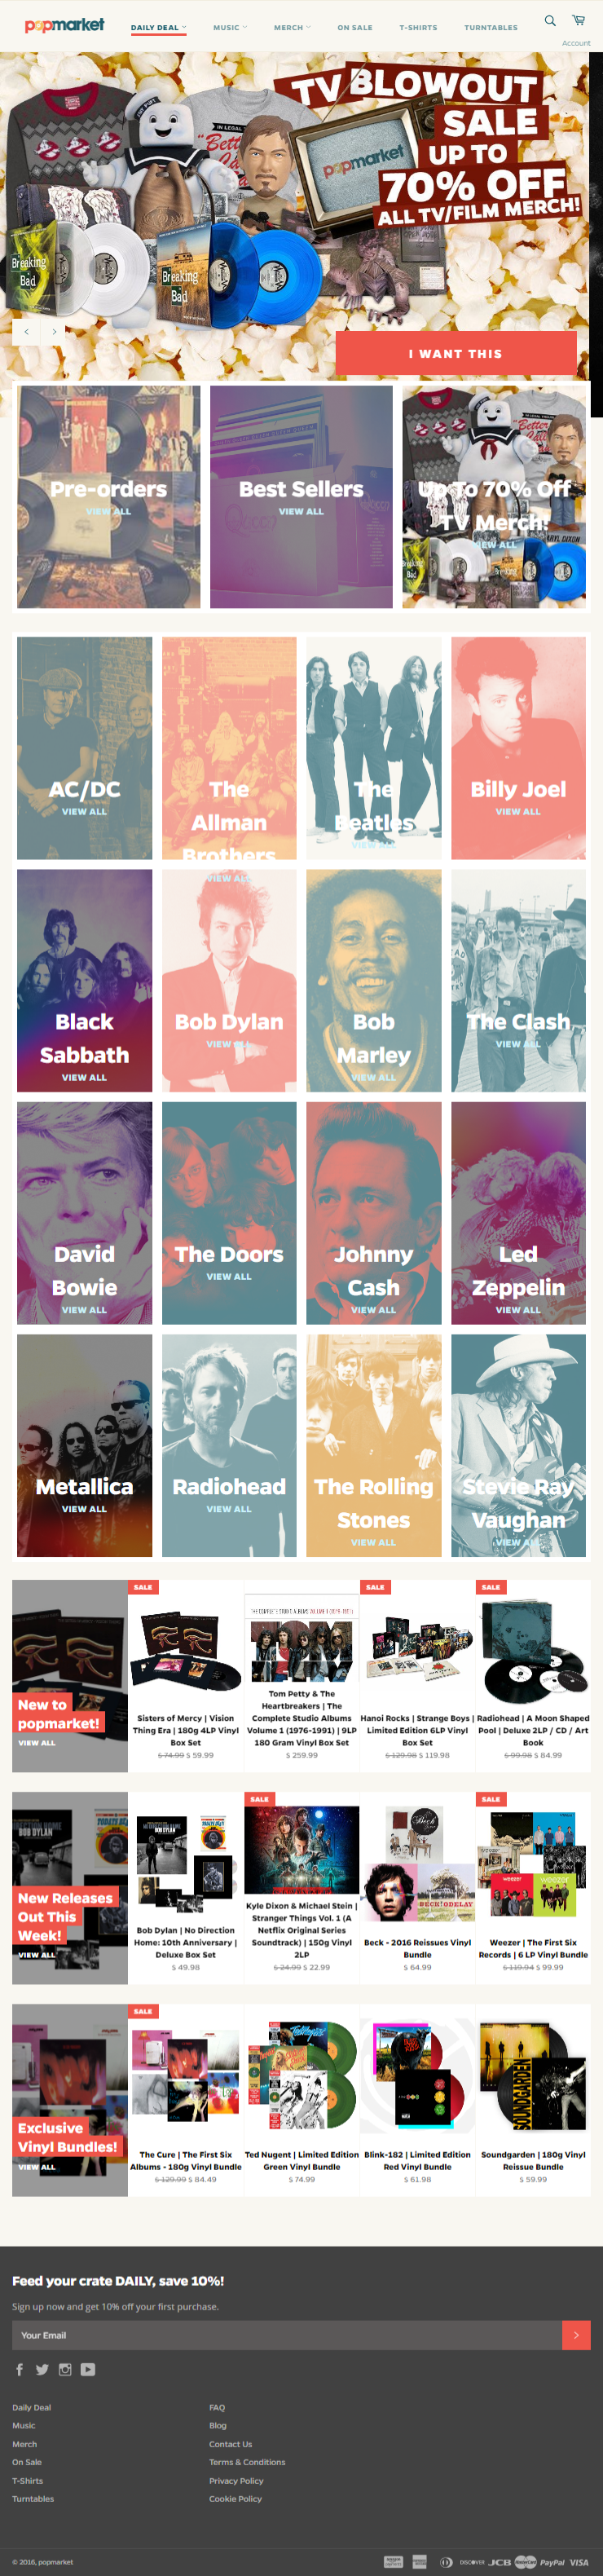 popmarket
DAILY DEAL
MUSIC
MERCH
ON SALE
T-SHIRTS
TURNTABLES
Account
TV BLOWOUT
SALE
UP TO
70% OFF
ALL TV/FILM MERCH!
popmarket
Breaking
Bad
Breaking
Bad
I WANT THIS
Pre-orders
VIEW ALL
Best Sellers
VIEW ALL
Up To 70% Off
TV Merch!
VIEW ALL
AC/DC
VIEW ALL
The
Allman
Brothers
VIEW ALL
The
Beatles
VIEW ALL
Billy Joel
VIEW ALL
Black
Sabbath
VIEW ALL
Bob Dylan
VIEW ALL
Bob
Marley
VIEW ALL
The Clash
VIEW ALL
David
Bowie
VIEW ALL
The Doors
VIEW ALL
Johnny
Cash
VIEW ALL
Led
Zeppelin
VIEW ALL
Metallica
VIEW ALL
Radiohead
VIEW ALL
The Rolling
Stones
VIEW ALL
Stevie Ray
Vaughan
VIEW ALL
New to
popmarket!
VIEW ALL
SALE
Sisters of Mercy | Vision
Thing Era | 180g 4LP Vinyl
Box Set
$ 74.99 $ 59.99
Tom Petty & The
Heartbreakers | The
Complete Studio Albums
Volume 1 (1976-1991) | 9LP
180 Gram Vinyl Box Set
$ 259.99
SALE
Hanoi Rocks | Strange Boys |
Limited Edition 6LP Vinyl
Box Set
$ 129.98 $ 119.98
SALE
Radiohead | A Moon Shaped
Pool | Deluxe 2LP / CD / Art
Book
$ 99.98 $ 84.99
New Releases
Out This
Week!
VIEW ALL
Bob Dylan | No Direction
Home: 10th Anniversary |
Deluxe Box Set
$ 49.98
SALE
Kyle Dixon & Michael Stein |
Stranger Things Vol. 1 (A
Netflix Original Series
Soundtrack) | 150g Vinyl
2LP
$ 24.99 $ 22.99
Beck - 2016 Reissues Vinyl
Bundle
$ 64.99
SALE
Weezer | The First Six
Records | 6 LP Vinyl Bundle
$ 119.94 $ 99.99
Exclusive
Vinyl Bundles!
VIEW ALL
SALE
The Cure | The First Six
Albums - 180g Vinyl Bundle
$ 129.99 $ 84.49
Ted Nugent | Limited Edition
Green Vinyl Bundle
$ 74.99
Blink-182 | Limited Edition
Red Vinyl Bundle
$ 61.98
SOUNDGARDEN
Soundgarden | 180g Vinyl
Reissue Bundle
$ 59.99
Feed your crate DAILY, save 10%!
Sign up now and get 10% off your first purchase.
Your Email
Daily Deal
Music
Merch
On Sale
T-Shirts
Turntables
FAQ
Blog
Contact Us
Terms & Conditions
Privacy Policy
Cookie Policy
© 2016, popmarket
DISCOVER JCB MasterCard PayPal VISA